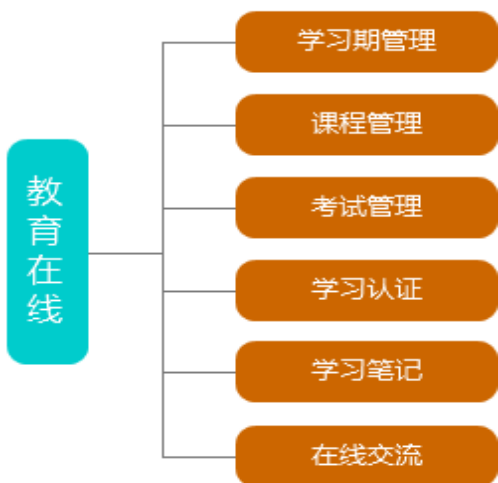 教育在线
学习期管理
课程管理
考试管理
学习认证
学习笔记
在线交流